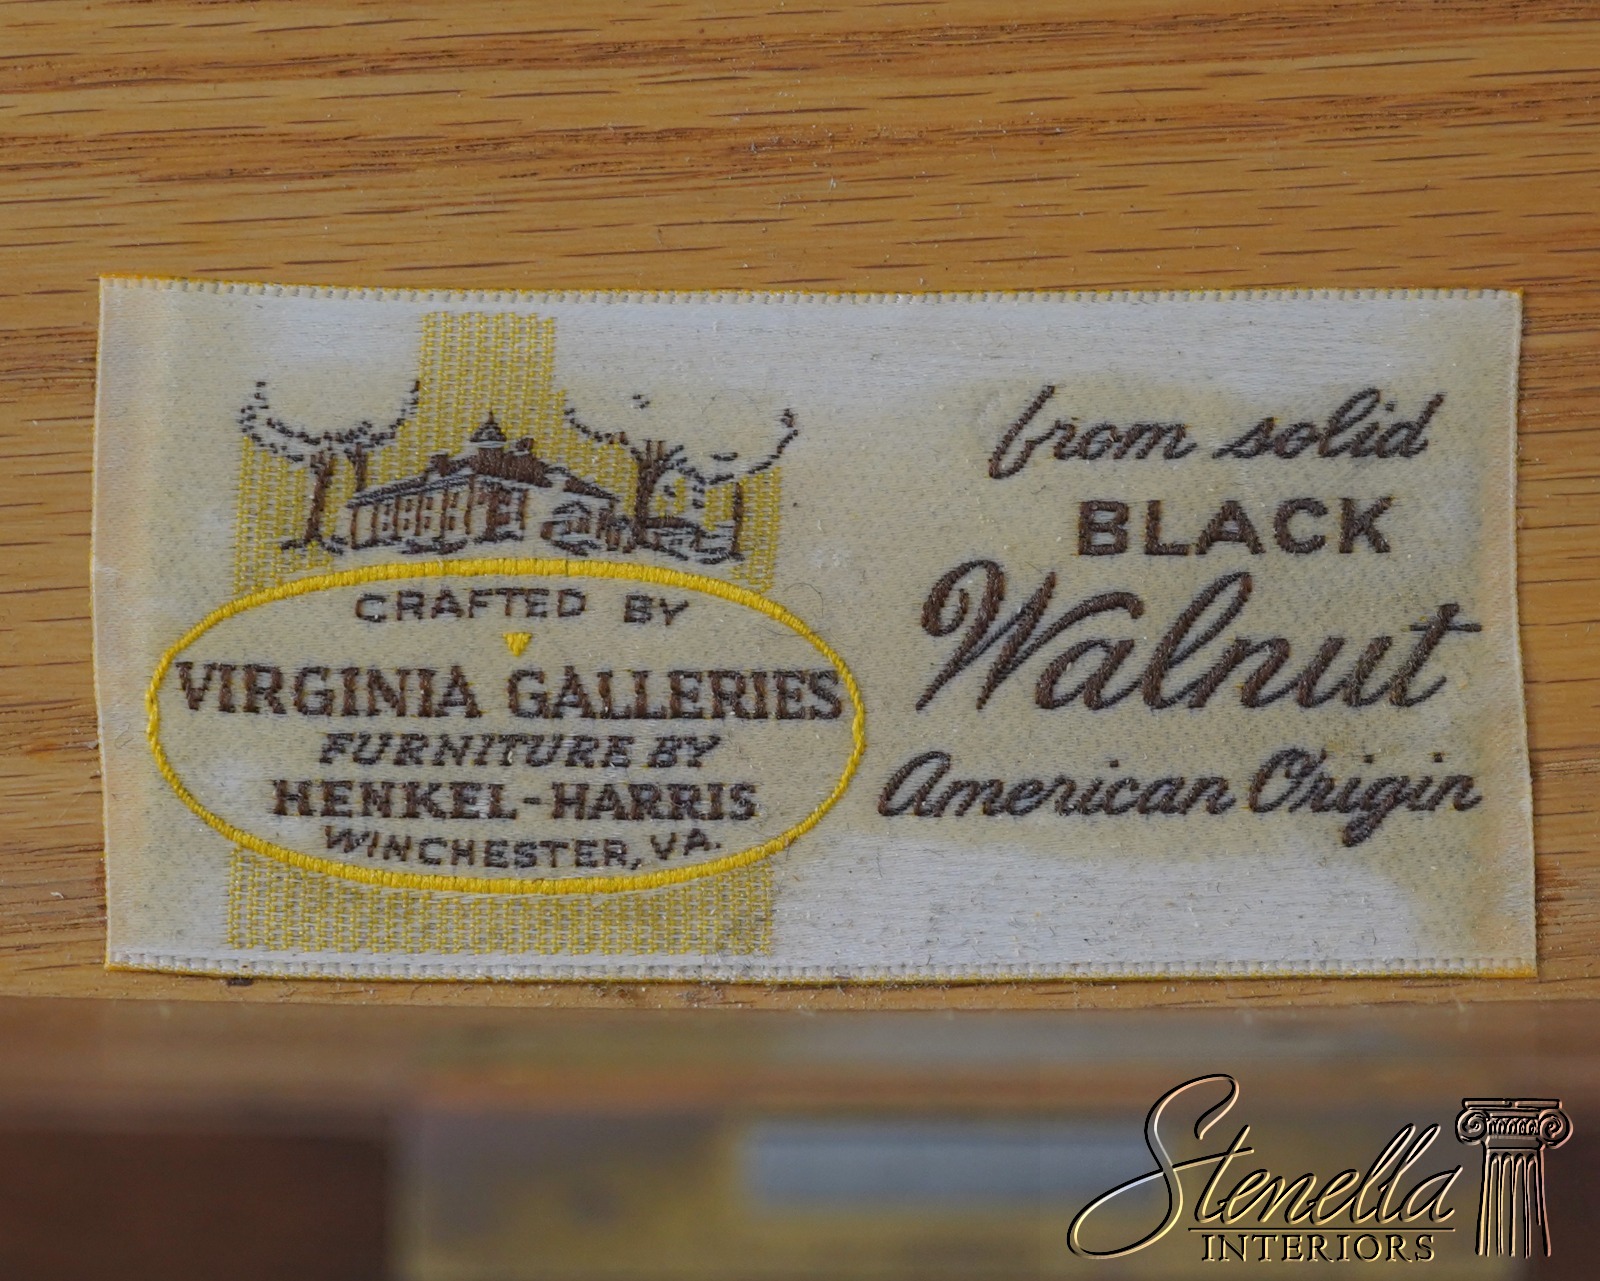 CRAFTED BY
VIRGINIA GALLERIES
FURNITURE BY
HENKEL-HARRIS
WINCHESTER, VA.
from solid
BLACK
Walnut
American Origin
Stenella
INTERIORS